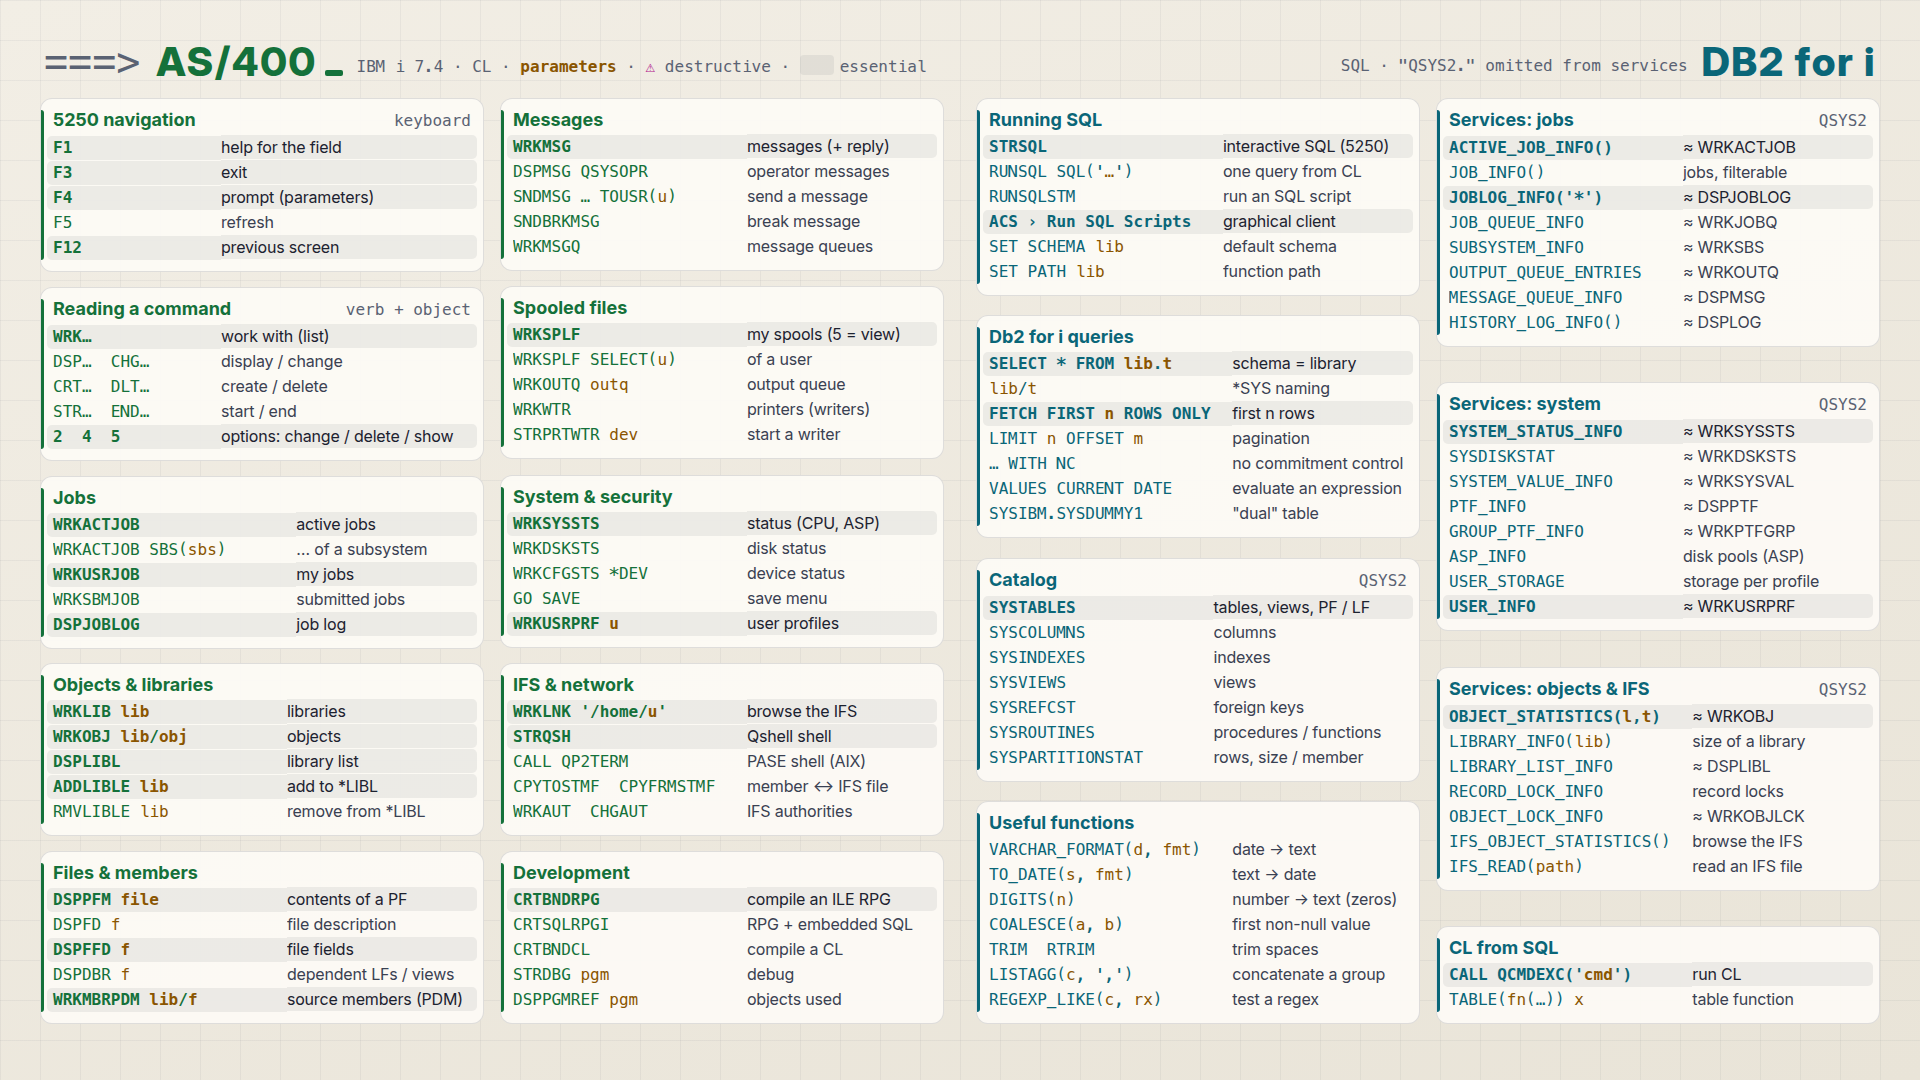 ===> AS/400_ IBM i 7.4 · CL · parameters · ⚠ destructive · essential
SQL · "QSYS2." omitted from services DB2 for i
5250 navigation keyboard
F1 help for the field
F3 exit
F4 prompt (parameters)
F5 refresh
F12 previous screen
Reading a command verb + object
WRK… work with (list)
DSP… CHG… display / change
CRT… DLT… create / delete
STR… END… start / end
2 4 5 options: change / delete / show
Jobs
WRKACTJOB active jobs
WRKACTJOB SBS(sbs) … of a subsystem
WRKUSRJOB my jobs
WRKSBMJOB submitted jobs
DSPJOBLOG job log
Objects & libraries
WRKLIB lib libraries
WRKOBJ lib/obj objects
DSPLIBL library list
ADDLIBLE lib add to *LIBL
RMVLIBLE lib remove from *LIBL
Files & members
DSPPFM file contents of a PF
DSPFD f file description
DSPFFD f file fields
DSPDBR f dependent LFs / views
WRKMBRPDM lib/f source members (PDM)
Messages
WRKMSG messages (+ reply)
DSPMSG QSYSOPR operator messages
SNDMSG … TOUSR(u) send a message
SNDBRKMSG break message
WRKMSGQ message queues
Spooled files
WRKSPLF my spools (5 = view)
WRKSPLF SELECT(u) of a user
WRKOUTQ outq output queue
WRKWTR printers (writers)
STRPRTWTR dev start a writer
System & security
WRKSYSSTS status (CPU, ASP)
WRKDSKSTS disk status
WRKCFGSTS *DEV device status
GO SAVE save menu
WRKUSRPRF u user profiles
IFS & network
WRKLNK '/home/u' browse the IFS
STRQSH Qshell shell
CALL QP2TERM PASE shell (AIX)
CPYTOSTMF CPYFRMSTMF member ↔ IFS file
WRKAUT CHGAUT IFS authorities
Development
CRTBNDRPG compile an ILE RPG
CRTSQLRPGI RPG + embedded SQL
CRTBNDCL compile a CL
STRDBG pgm debug
DSPPGMREF pgm objects used
Running SQL
STRSQL interactive SQL (5250)
RUNSQL SQL('…') one query from CL
RUNSQLSTM run an SQL script
ACS › Run SQL Scripts graphical client
SET SCHEMA lib default schema
SET PATH lib function path
Db2 for i queries
SELECT * FROM lib.t schema = library
lib/t *SYS naming
FETCH FIRST n ROWS ONLY first n rows
LIMIT n OFFSET m pagination
… WITH NC no commitment control
VALUES CURRENT DATE evaluate an expression
SYSIBM.SYSDUMMY1 "dual" table
Catalog QSYS2
SYSTABLES tables, views, PF / LF
SYSCOLUMNS columns
SYSINDEXES indexes
SYSVIEWS views
SYSREFCST foreign keys
SYSROUTINES procedures / functions
SYSPARTITIONSTAT rows, size / member
Useful functions
VARCHAR_FORMAT(d, fmt) date → text
TO_DATE(s, fmt) text → date
DIGITS(n) number → text (zeros)
COALESCE(a, b) first non-null value
TRIM RTRIM trim spaces
LISTAGG(c, ',') concatenate a group
REGEXP_LIKE(c, rx) test a regex
Services: jobs QSYS2
ACTIVE_JOB_INFO() ≈ WRKACTJOB
JOB_INFO() jobs, filterable
JOBLOG_INFO('*') ≈ DSPJOBLOG
JOB_QUEUE_INFO ≈ WRKJOBQ
SUBSYSTEM_INFO ≈ WRKSBS
OUTPUT_QUEUE_ENTRIES ≈ WRKOUTQ
MESSAGE_QUEUE_INFO ≈ DSPMSG
HISTORY_LOG_INFO() ≈ DSPLOG
Services: system QSYS2
SYSTEM_STATUS_INFO ≈ WRKSYSSTS
SYSDISKSTAT ≈ WRKDSKSTS
SYSTEM_VALUE_INFO ≈ WRKSYSVAL
PTF_INFO ≈ DSPPTF
GROUP_PTF_INFO ≈ WRKPTFGRP
ASP_INFO disk pools (ASP)
USER_STORAGE storage per profile
USER_INFO ≈ WRKUSRPRF
Services: objects & IFS QSYS2
OBJECT_STATISTICS(l,t) ≈ WRKOBJ
LIBRARY_INFO(lib) size of a library
LIBRARY_LIST_INFO ≈ DSPLIBL
RECORD_LOCK_INFO record locks
OBJECT_LOCK_INFO ≈ WRKOBJLCK
IFS_OBJECT_STATISTICS() browse the IFS
IFS_READ(path) read an IFS file
CL from SQL
CALL QCMDEXC('cmd') run CL
TABLE(fn(…)) x table function